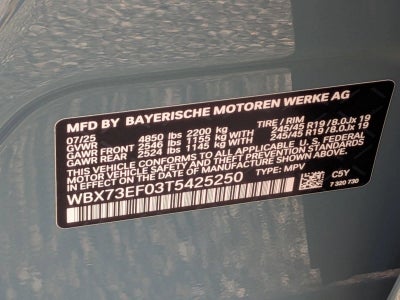 MFD BY BAYERISCHE MOTOREN WERKE AG
07/25 TIRE / RIM
GVWR 4850 lbs 2200 kg
GAWR FRONT 2546 lbs 1155 kg with 245/45 R19 / 8.0Jx 19
GAWR REAR 2524 lbs 1145 kg with 245/45 R19 / 8.0Jx 19
THIS VEHICLE CONFORMS TO ALL APPLICABLE U.S. FEDERAL
MOTOR VEHICLE SAFETY, BUMPER, AND THEFT PREVENTION STANDARDS
IN EFFECT ON THE DATE OF MANUFACTURE SHOWN ABOVE.
WBX73EF03T5425250 TYPE: MPV
C5Y
7 320 730